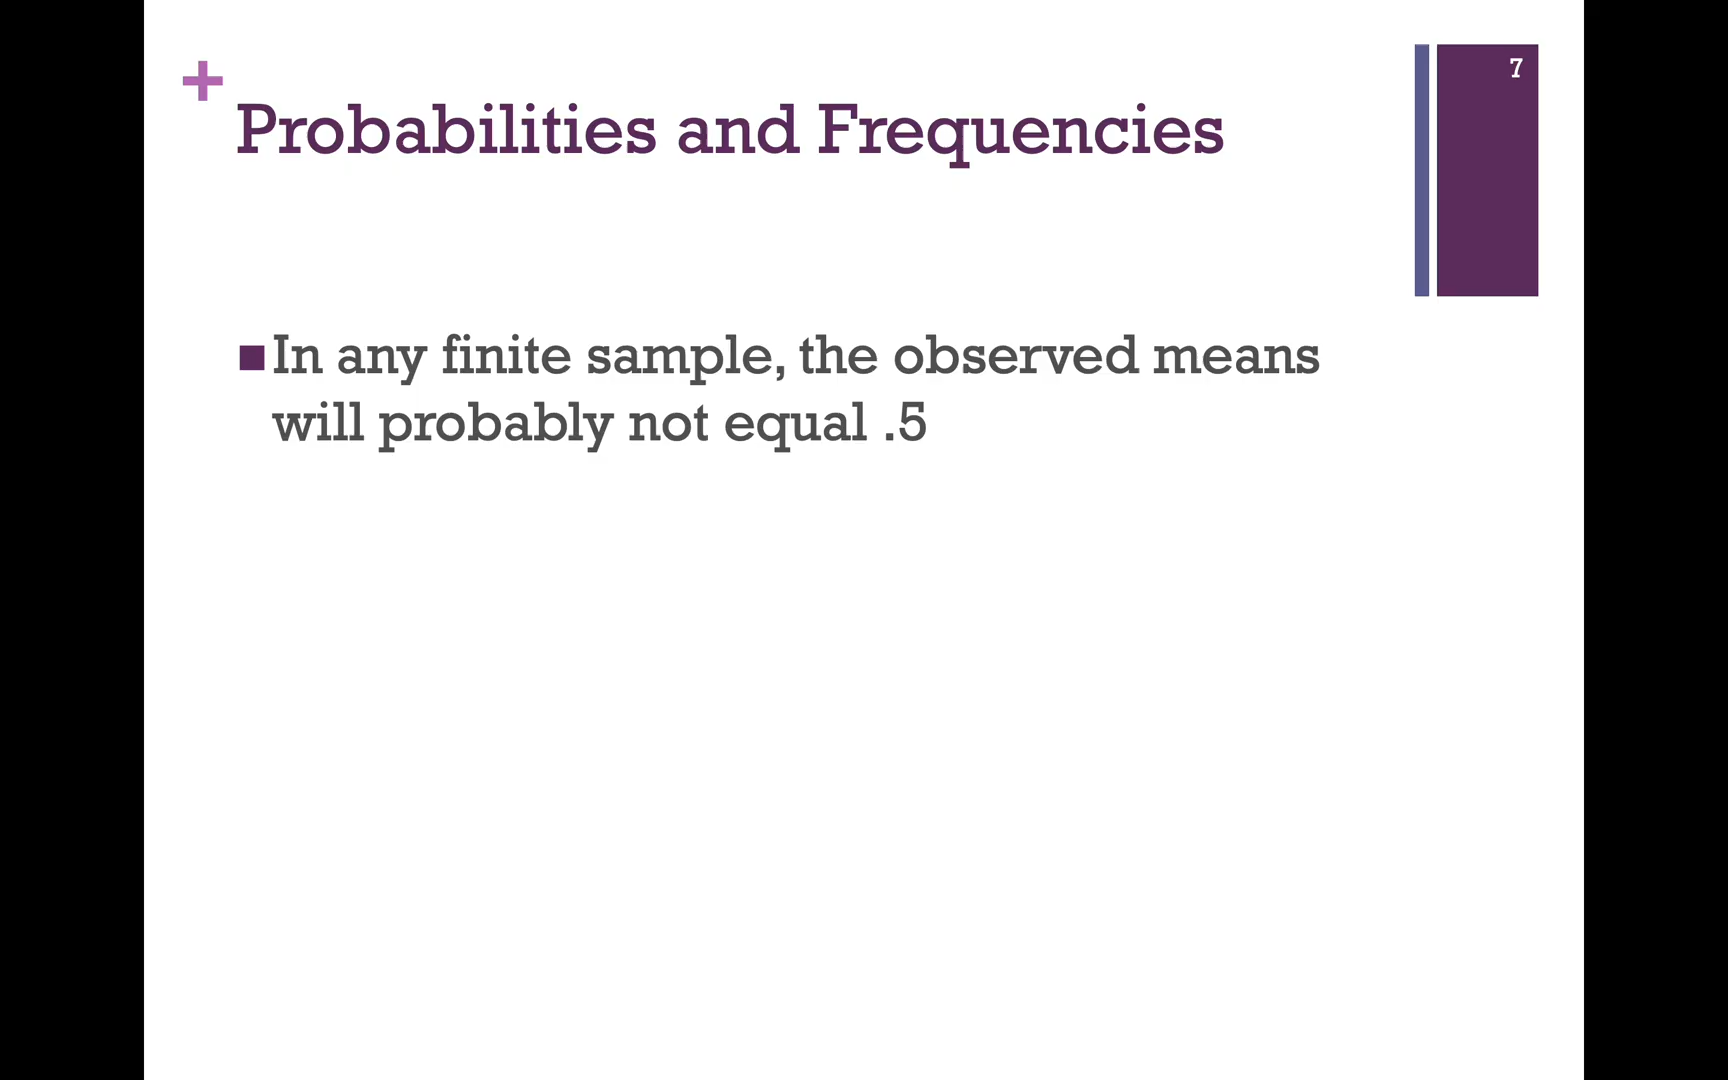 +
7
Probabilities and Frequencies
■ In any finite sample, the observed means
will probably not equal .5